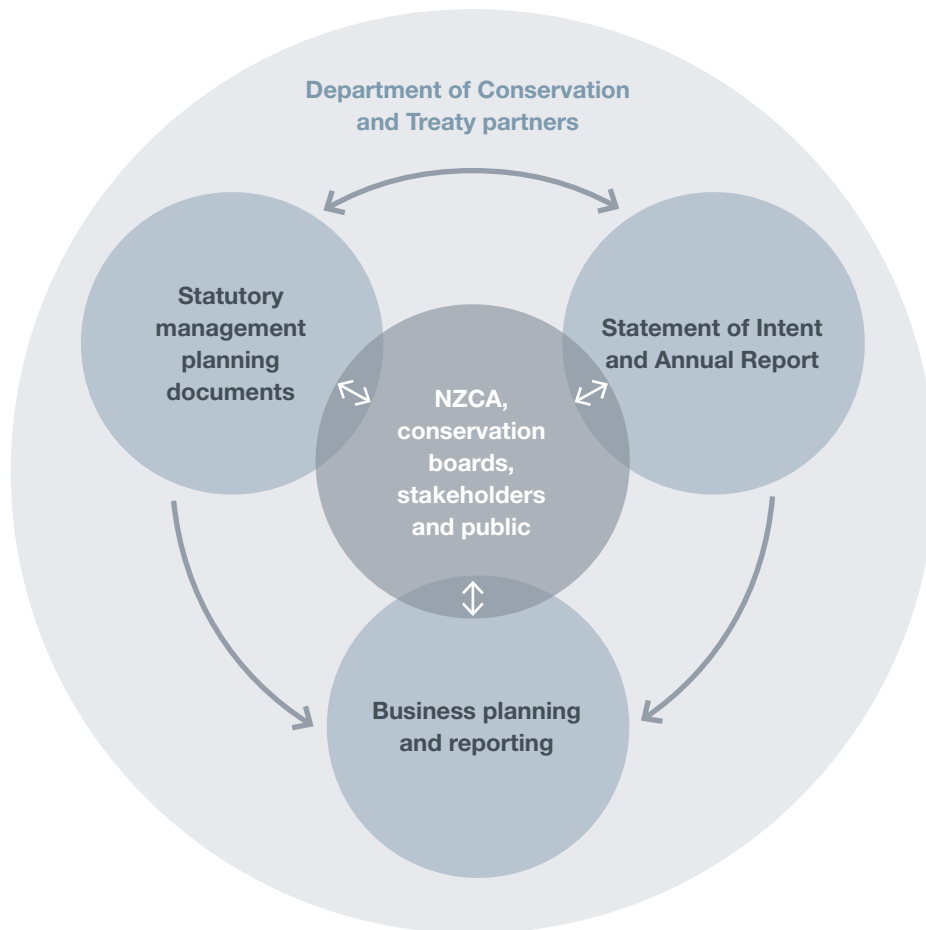 Department of Conservation
and Treaty partners
Statutory
management
planning
documents
Statement of Intent
and Annual Report
NZCA,
conservation
boards,
stakeholders
and public
Business planning
and reporting